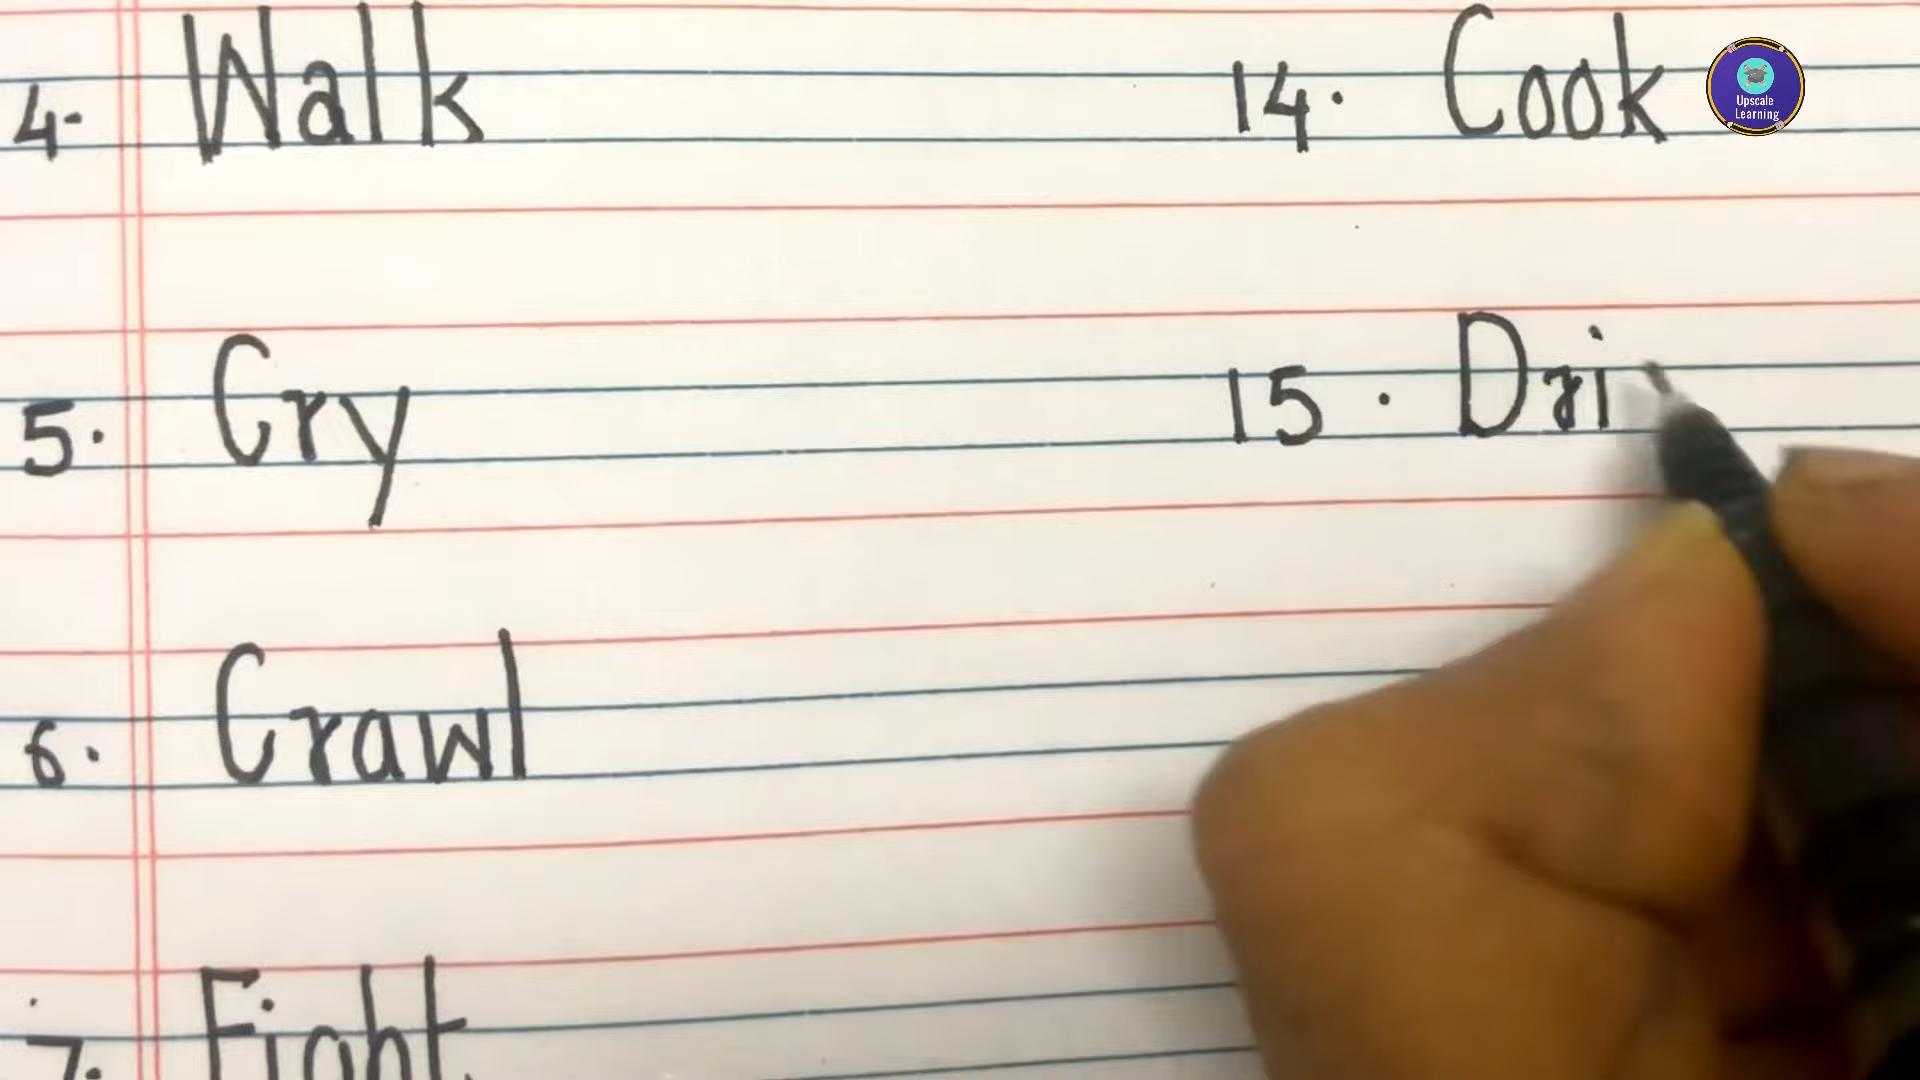 4. Walk
14. Cook
Upscale
Learning
5. Cry
15. Dri
6. Crawl
7. Fight